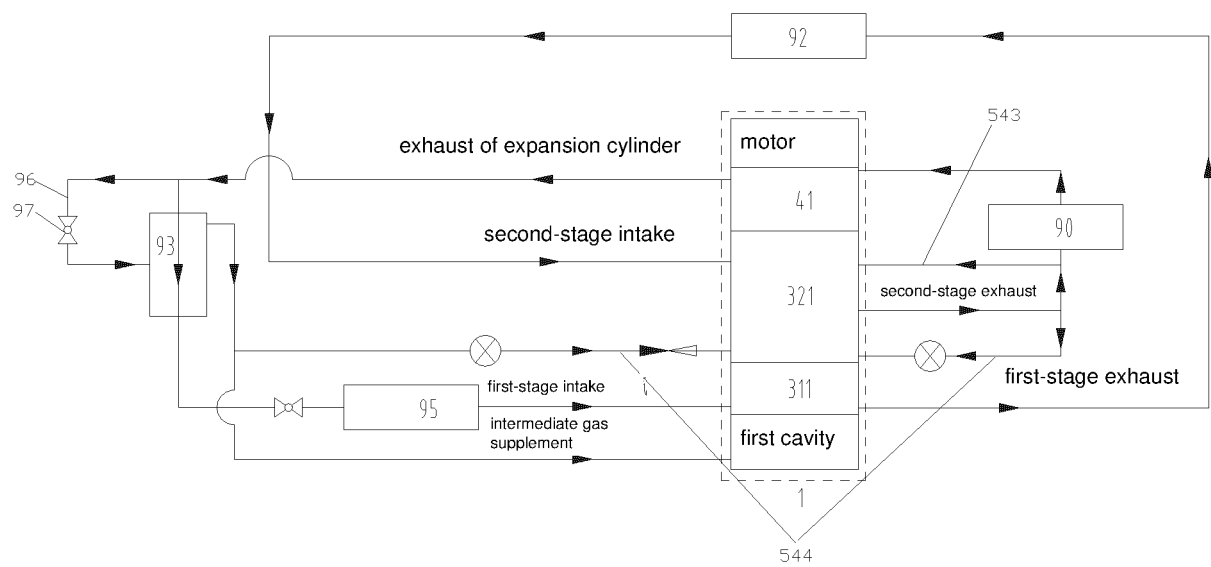 92
543
motor
exhaust of expansion cylinder
96
41
97
90
93
second-stage intake
second-stage exhaust
321
first-stage exhaust
first-stage intake
311
95
intermediate gas
supplement
first cavity
1
544